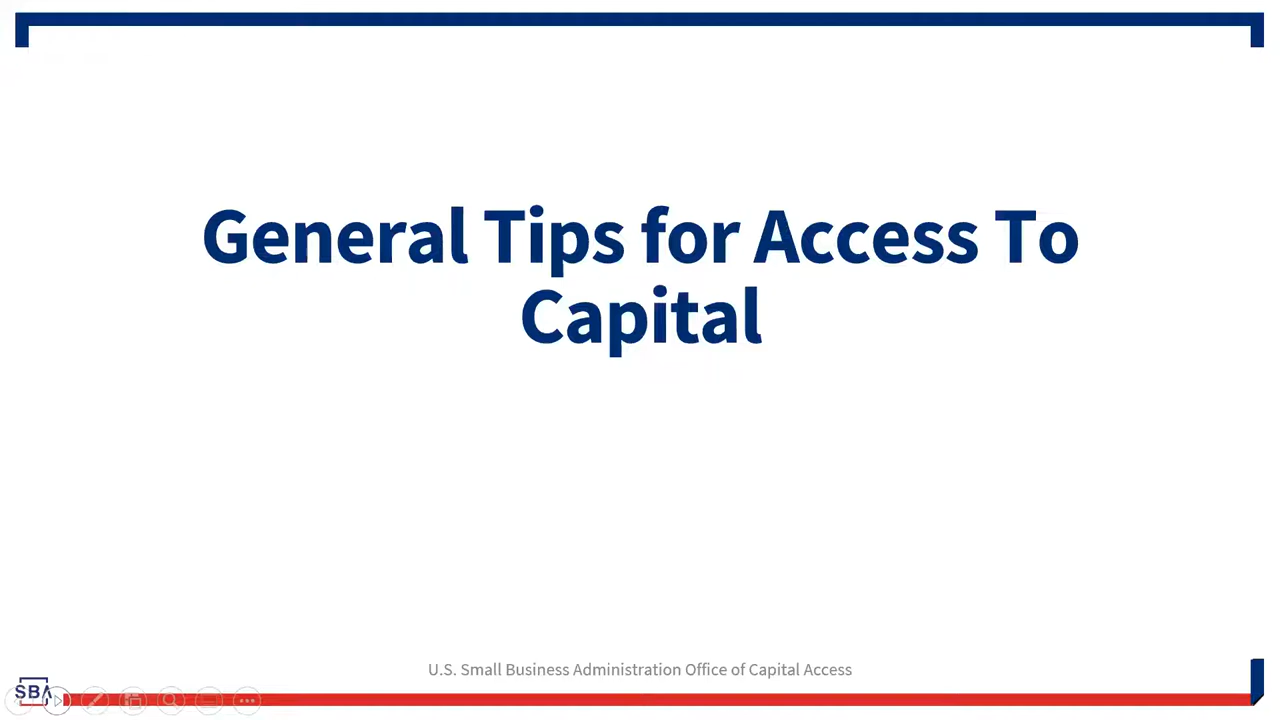 General Tips for Access To
Capital
U.S. Small Business Administration Office of Capital Access
SBA